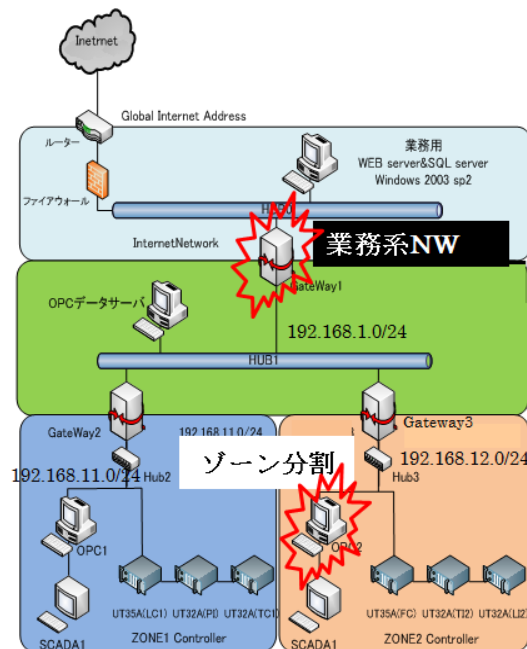 Inetrnet
Global Internet Address
ルーター
業務用
WEB server&SQL server
Windows 2003 sp2
ファイアウォール
InternetNetwork
業務系NW
GateWay1
OPCデータサーバ
192.168.1.0/24
HUB1
GateWay2
192.168.11.0/24
Gateway3
ゾーン分割
192.168.11.0/24
Hub2
192.168.12.0/24
Hub3
OPC1
OPC2
UT35A(LC1)
UT32A(PI)
UT32A(TC1)
UT35A(FC)
UT32A(TI2)
UT32A(LI2)
SCADA1
ZONE1 Controller
SCADA1
ZONE2 Controller